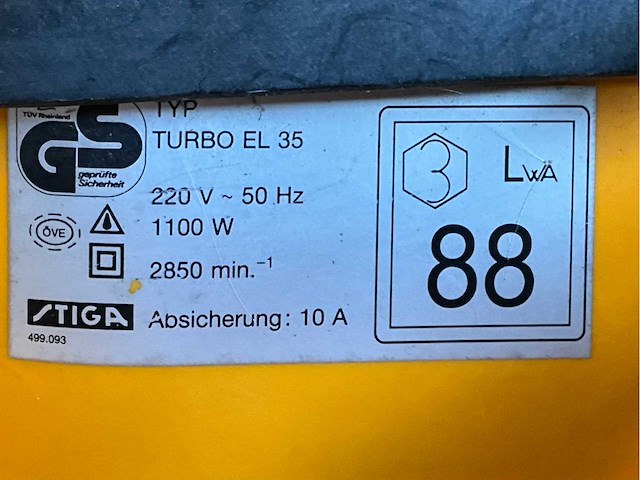 TÜV Rheinland
GS
geprüfte
Sicherheit
TYP
TURBO EL 35
220 V ~ 50 Hz
ÖVE
1100 W
2850 min.⁻¹
STIGA
499.093
Absicherung: 10 A
3
LWA
88